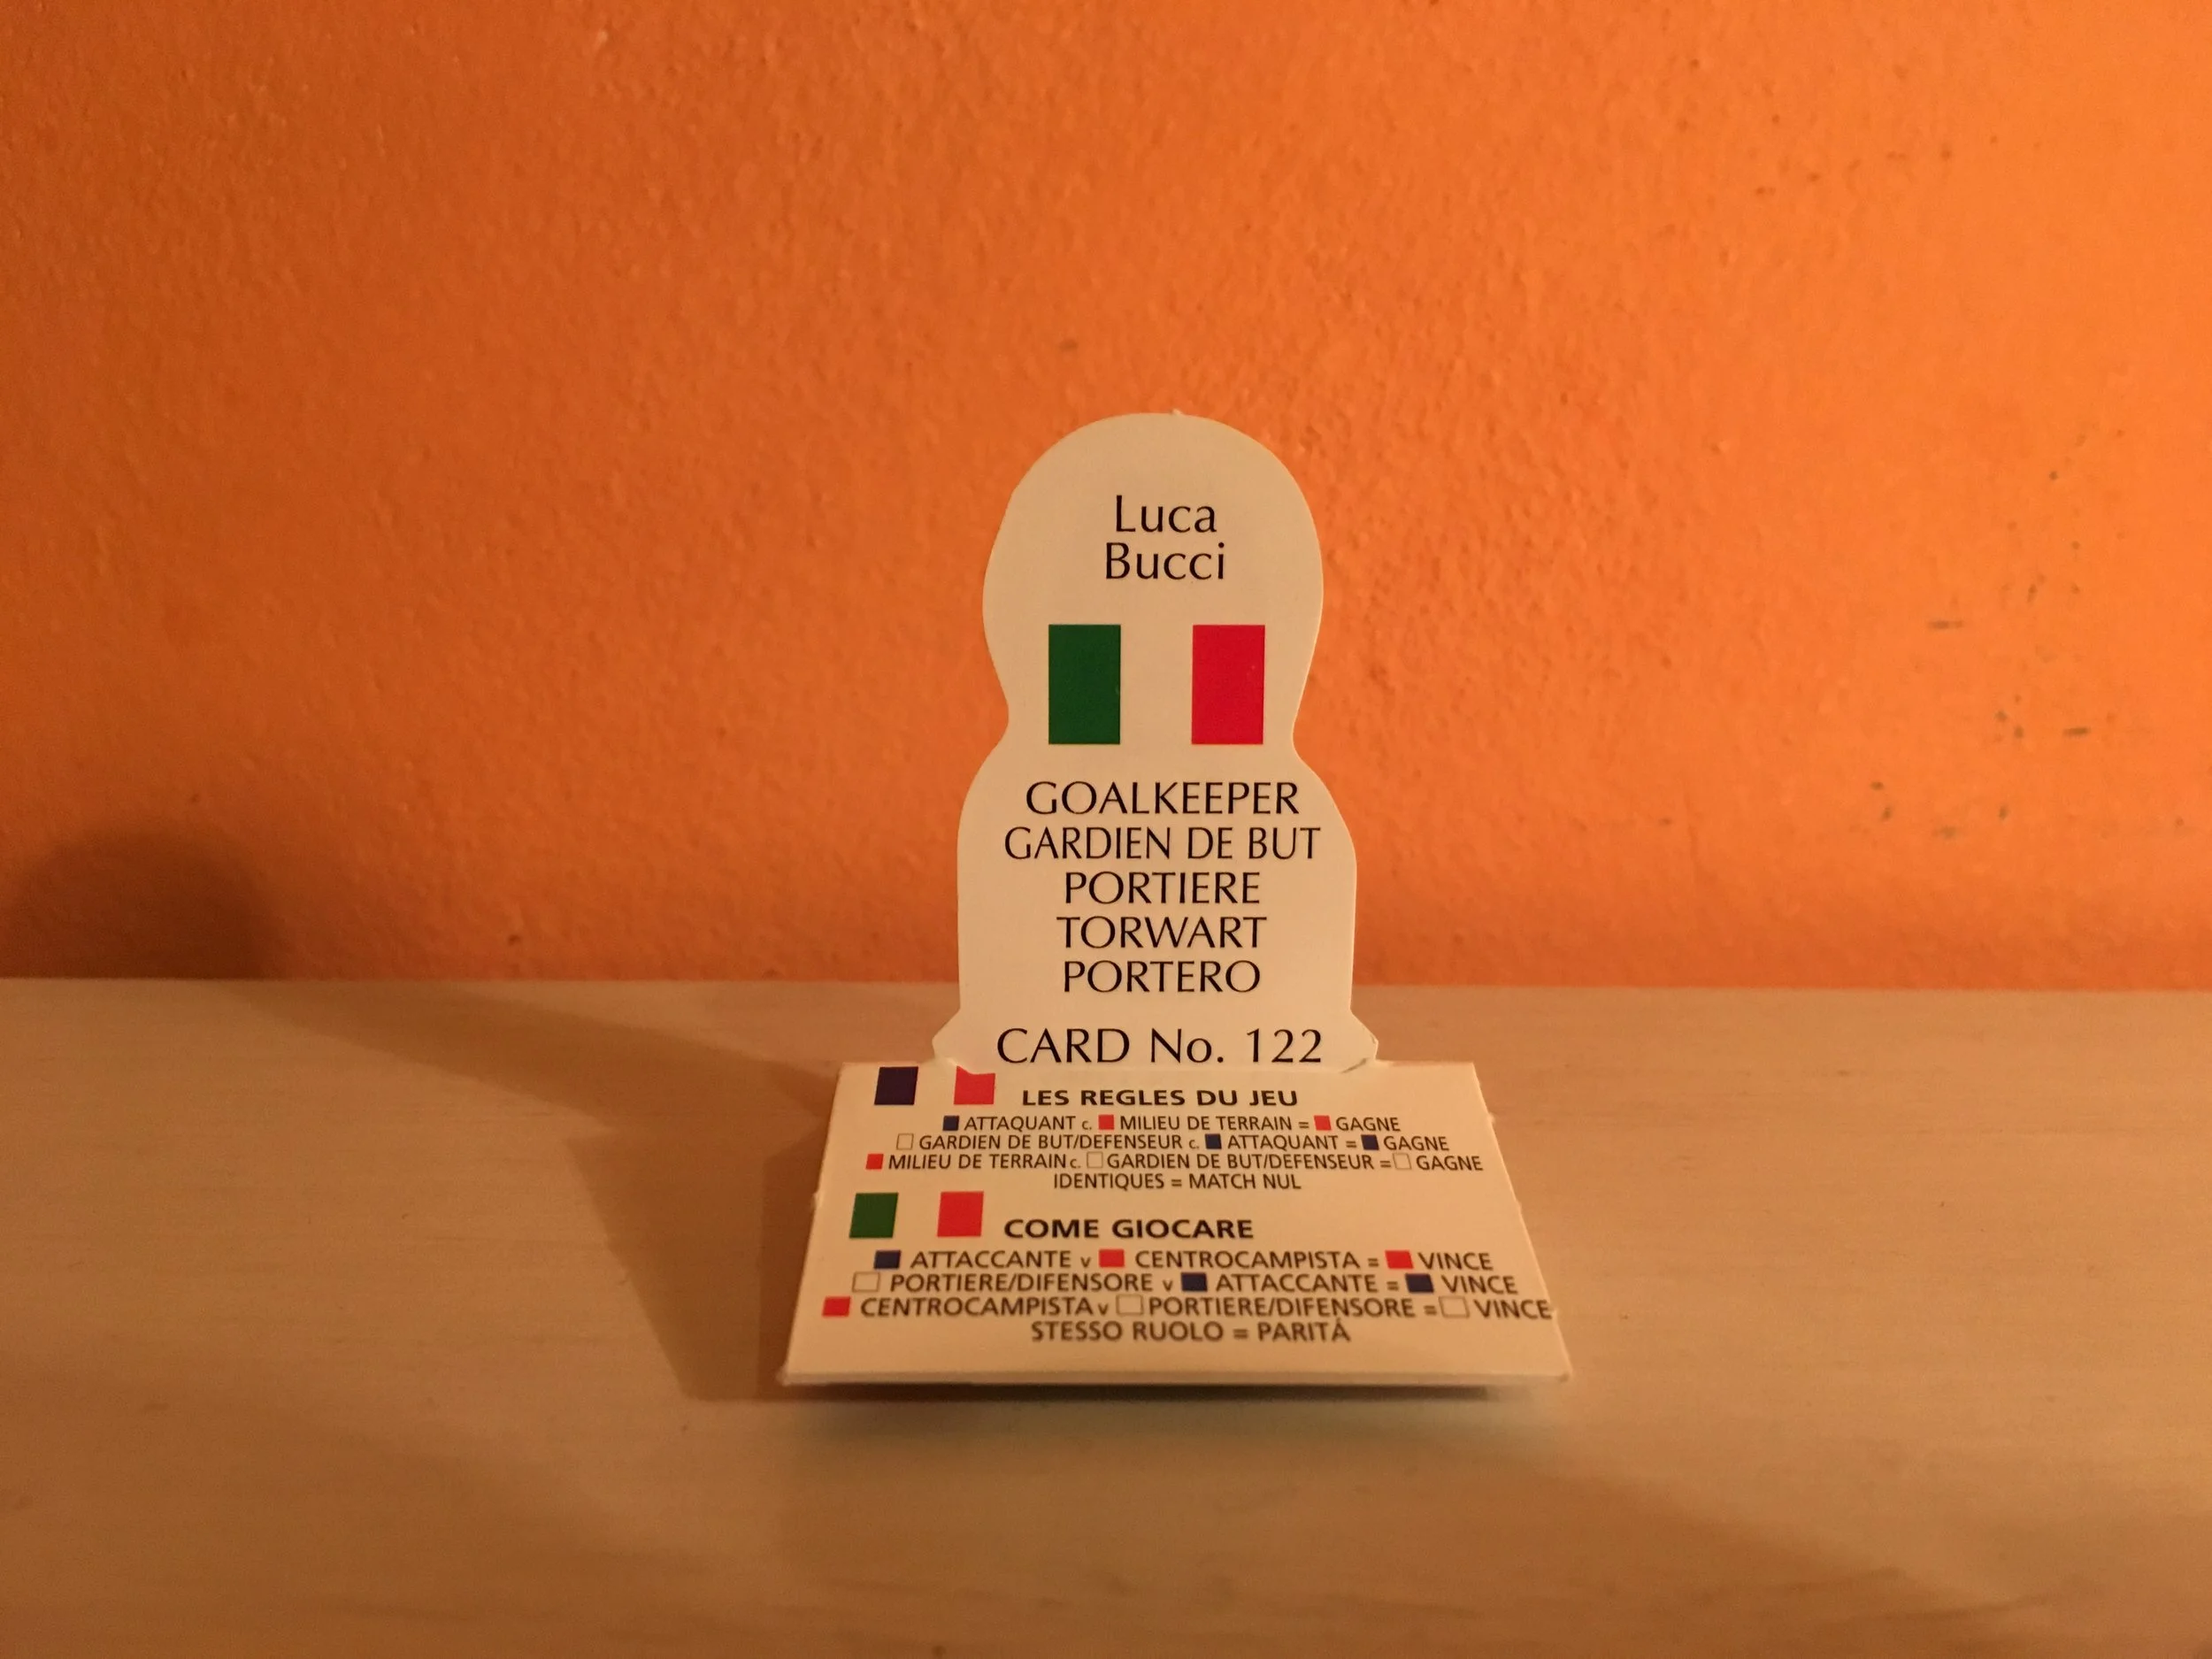 Luca
Bucci
GOALKEEPER
GARDIEN DE BUT
PORTIERE
TORWART
PORTERO
CARD No. 122
LES REGLES DU JEU
ATTAQUANT c. MILIEU DE TERRAIN = GAGNE
GARDIEN DE BUT/DEFENSEUR c. ATTAQUANT = GAGNE
MILIEU DE TERRAIN c. GARDIEN DE BUT/DEFENSEUR = GAGNE
IDENTIQUES = MATCH NUL
COME GIOCARE
ATTACCANTE v CENTROCAMPISTA = VINCE
PORTIERE/DIFENSORE v ATTACCANTE = VINCE
CENTROCAMPISTA v PORTIERE/DIFENSORE = VINCE
STESSO RUOLO = PARITÁ